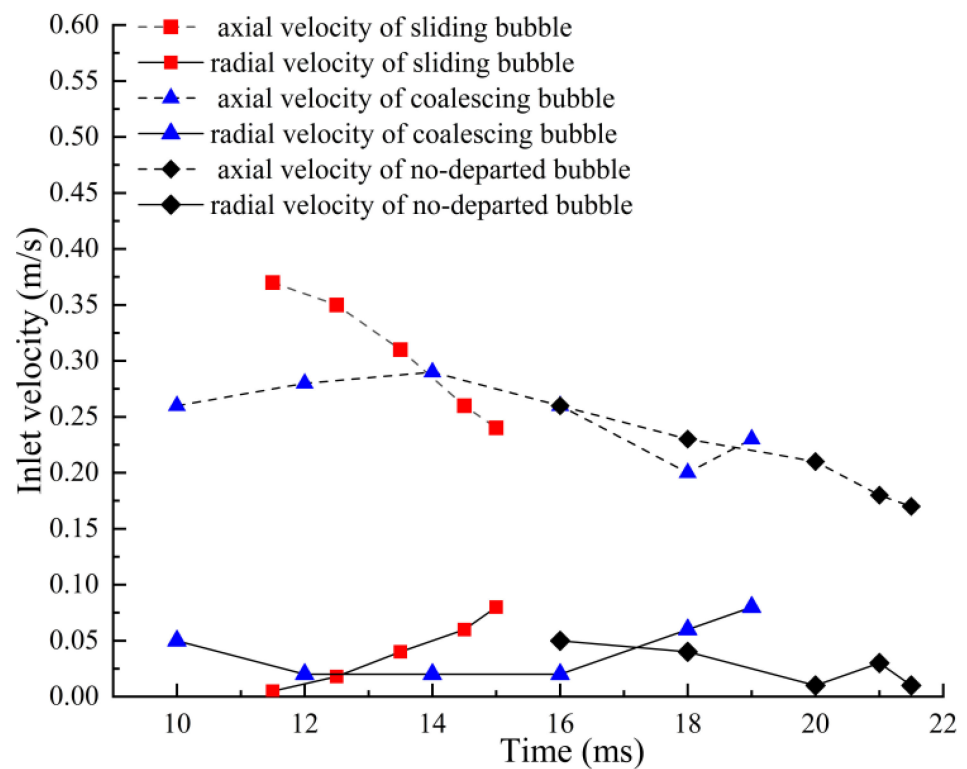 0.60
0.55
0.50
0.45
0.40
0.35
0.30
0.25
0.20
0.15
0.10
0.05
0.00
Inlet velocity (m/s)
axial velocity of sliding bubble
radial velocity of sliding bubble
axial velocity of coalescing bubble
radial velocity of coalescing bubble
axial velocity of no-departed bubble
radial velocity of no-departed bubble
10 12 14 16 18 20 22
Time (ms)